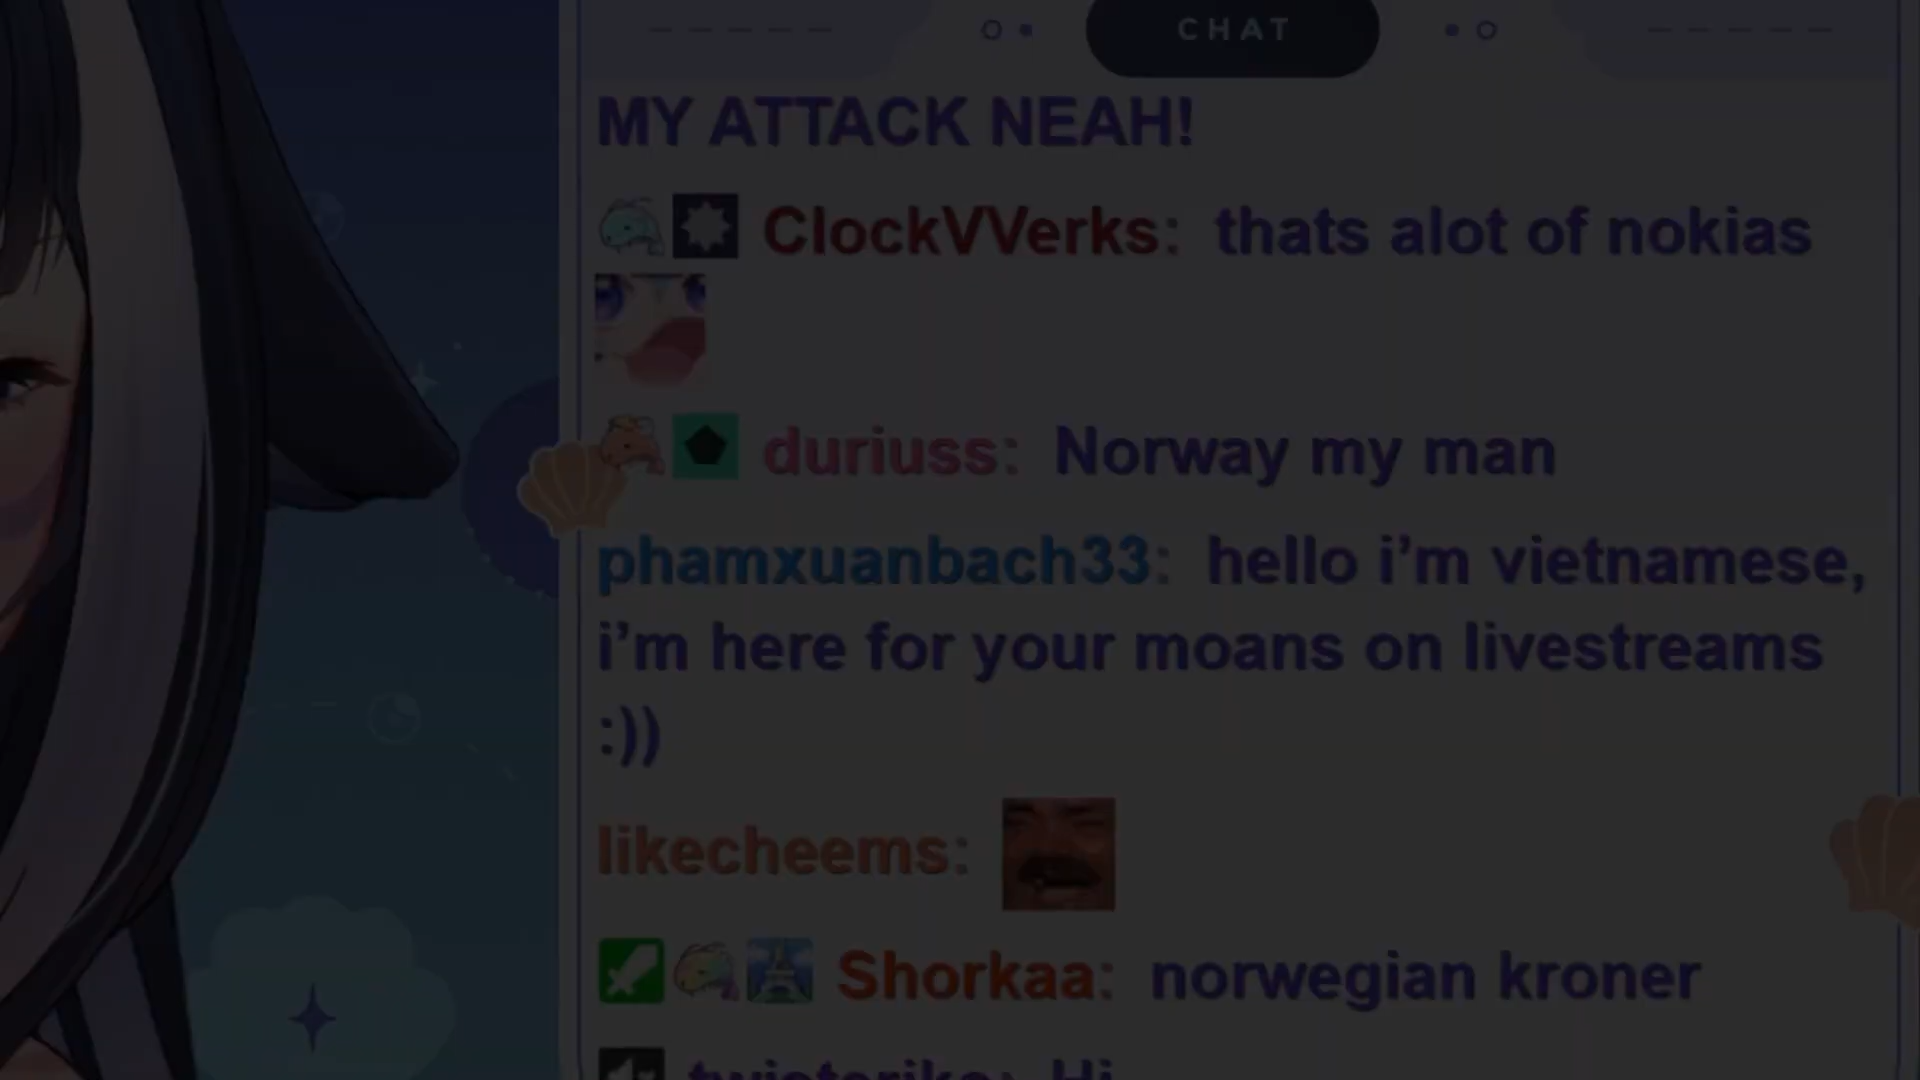 CHAT
MY ATTACK NEAH!
ClockVVerks: thats alot of nokias
duriuss: Norway my man
phamxuanbach33: hello i’m vietnamese,
i’m here for your moans on livestreams
:))
likecheems:
Shorkaa: norwegian kroner
Hi